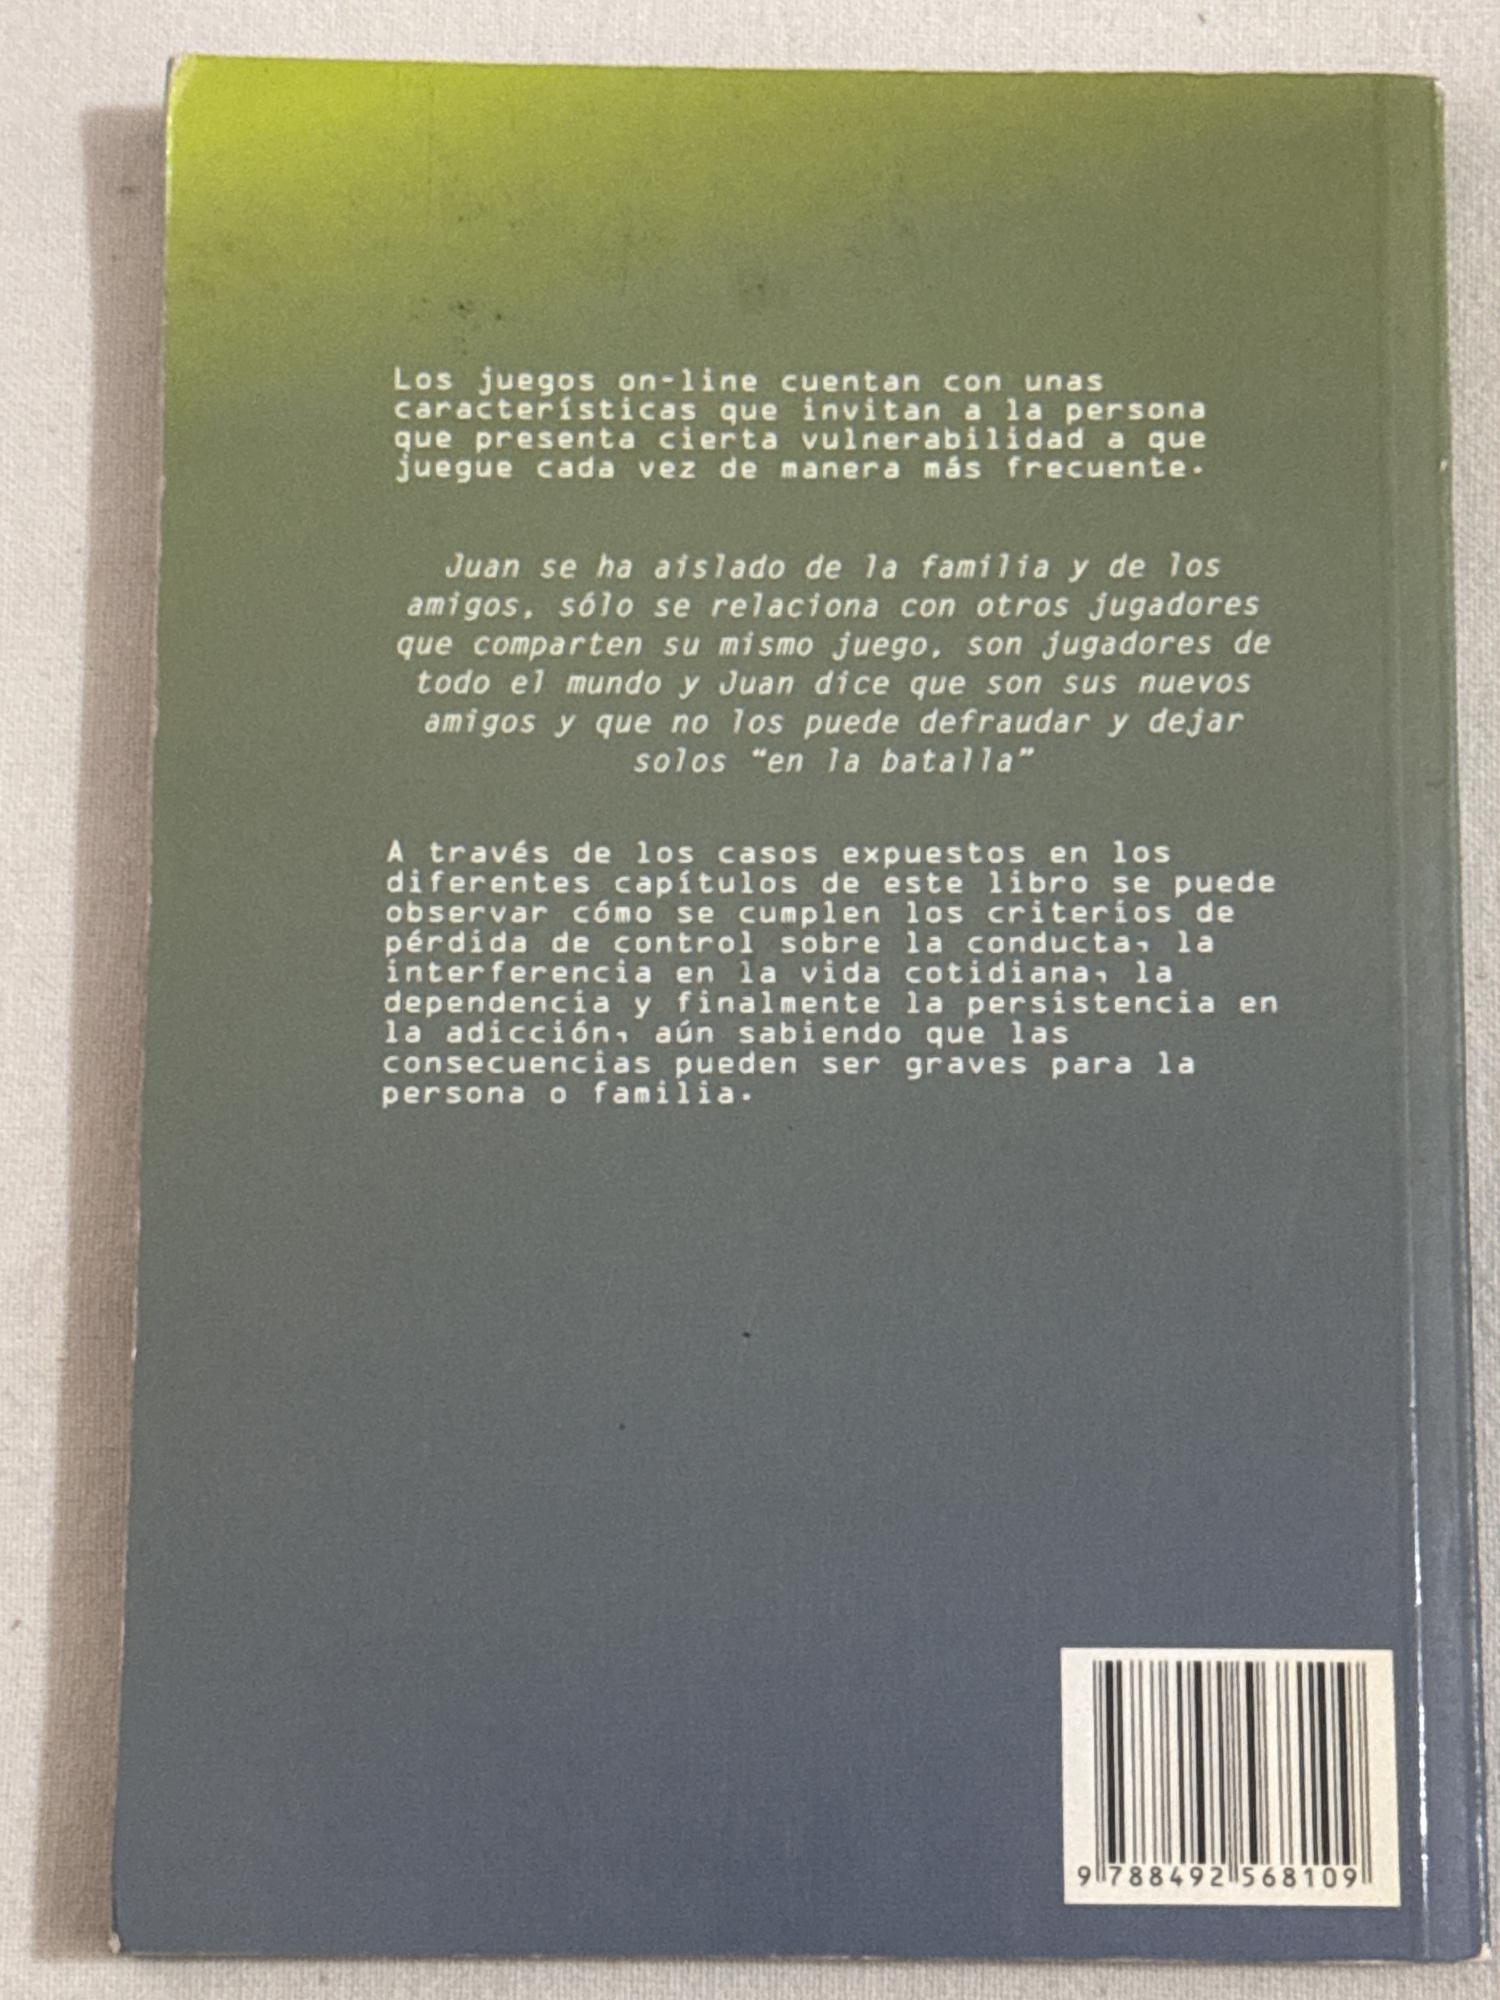 Los juegos on-line cuentan con unas
características que invitan a la persona
que presenta cierta vulnerabilidad a que
juegue cada vez de manera más frecuente.
Juan se ha aislado de la familia y de los
amigos, sólo se relaciona con otros jugadores
que comparten su mismo juego, son jugadores de
todo el mundo y Juan dice que son sus nuevos
amigos y que no los puede defraudar y dejar
solos “en la batalla”
A través de los casos expuestos en los
diferentes capítulos de este libro se puede
observar cómo se cumplen los criterios de
pérdida de control sobre la conducta, la
interferencia en la vida cotidiana, la
dependencia y finalmente la persistencia en
la adicción, aún sabiendo que las
consecuencias pueden ser graves para la
persona o familia.
9 788492 568109